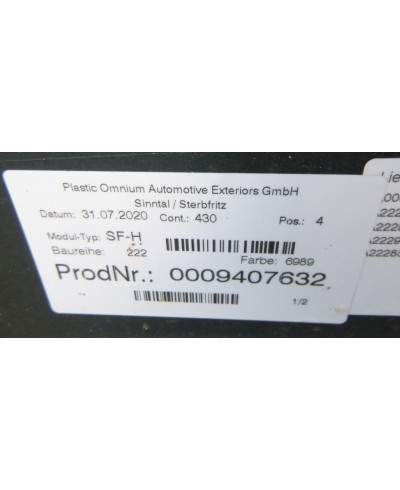 Plastic Omnium Automotive Exteriors GmbH
Sinntal / Sterbfritz
Datum: 31.07.2020 Cont.: 430 Pos.: 4
Modul-Typ: SF-H
Baureihe: 222 Farbe: 6989
ProdNr.: 0009407632
1/2
Lie